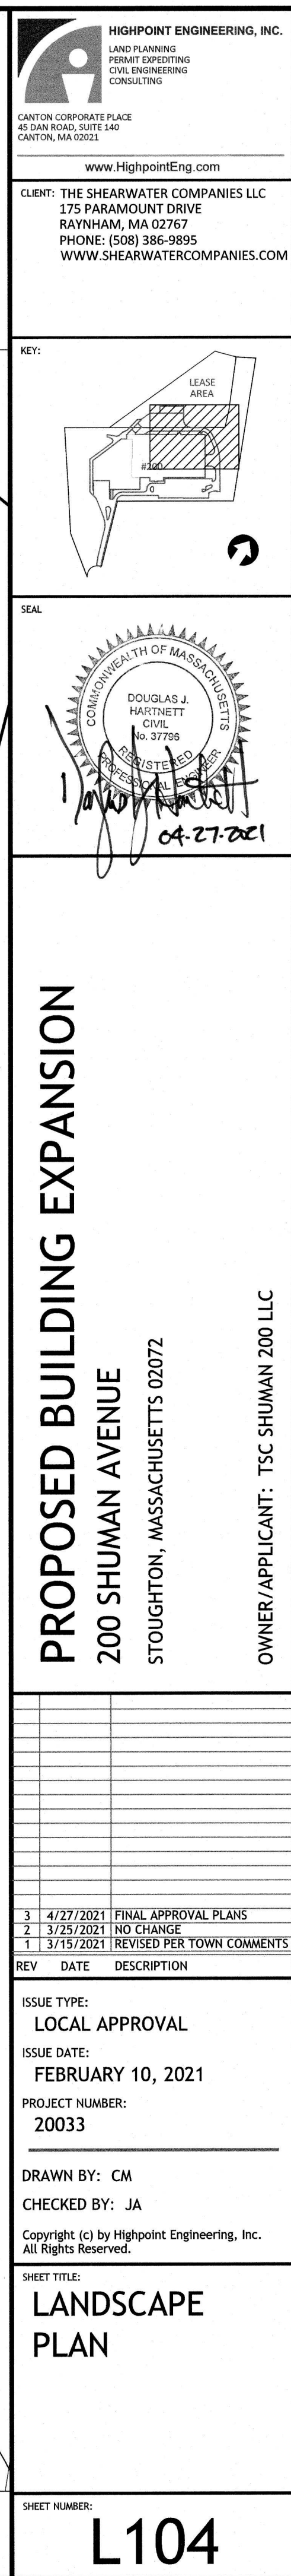 HIGHPOINT ENGINEERING, INC.
LAND PLANNING
PERMIT EXPEDITING
CIVIL ENGINEERING
CONSULTING
CANTON CORPORATE PLACE
45 DAN ROAD, SUITE 140
CANTON, MA 02021
www.HighpointEng.com
CLIENT: THE SHEARWATER COMPANIES LLC
175 PARAMOUNT DRIVE
RAYNHAM, MA 02767
PHONE: (508) 386-9895
WWW.SHEARWATERCOMPANIES.COM
KEY:
LEASE
AREA
#200
SEAL
COMMONWEALTH OF MASSACHUSETTS
DOUGLAS J.
HARTNETT
CIVIL
No. 37796
REGISTERED
PROFESSIONAL ENGINEER
04-27-2021
PROPOSED BUILDING EXPANSION
200 SHUMAN AVENUE
STOUGHTON, MASSACHUSETTS 02072
OWNER/APPLICANT: TSC SHUMAN 200 LLC
3 4/27/2021 FINAL APPROVAL PLANS
2 3/25/2021 NO CHANGE
1 3/15/2021 REVISED PER TOWN COMMENTS
REV DATE DESCRIPTION
ISSUE TYPE:
LOCAL APPROVAL
ISSUE DATE:
FEBRUARY 10, 2021
PROJECT NUMBER:
20033
DRAWN BY: CM
CHECKED BY: JA
Copyright (c) by Highpoint Engineering, Inc.
All Rights Reserved.
SHEET TITLE:
LANDSCAPE
PLAN
SHEET NUMBER:
L104